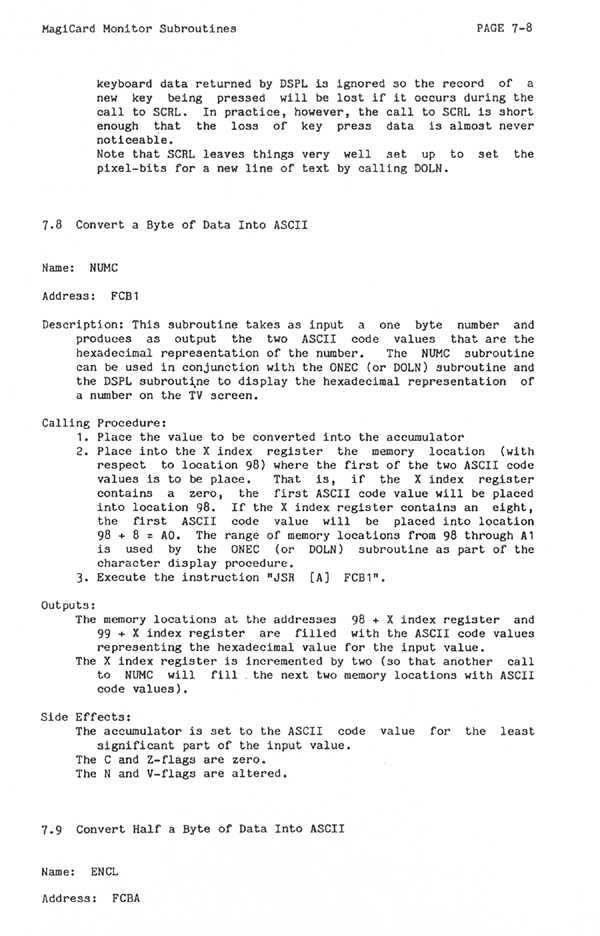 MagiCard Monitor Subroutines PAGE 7-8
keyboard data returned by DSPL is ignored so the record of a
new key being pressed will be lost if it occurs during the
call to SCRL. In practice, however, the call to SCRL is short
enough that the loss of key press data is almost never
noticeable.
Note that SCRL leaves things very well set up to set the
pixel-bits for a new line of text by calling DOLN.
7.8 Convert a Byte of Data Into ASCII
Name: NUMC
Address: FCB1
Description: This subroutine takes as input a one byte number and
produces as output the two ASCII code values that are the
hexadecimal representation of the number. The NUMC subroutine
can be used in conjunction with the ONEC (or DOLN) subroutine and
the DSPL subroutine to display the hexadecimal representation of
a number on the TV screen.
Calling Procedure:
1. Place the value to be converted into the accumulator
2. Place into the X index register the memory location (with
respect to location 98) where the first of the two ASCII code
values is to be place. That is, if the X index register
contains a zero, the first ASCII code value will be placed
into location 98. If the X index register contains an eight,
the first ASCII code value will be placed into location
98 + 8 = A0. The range of memory locations from 98 through A1
is used by the ONEC (or DOLN) subroutine as part of the
character display procedure.
3. Execute the instruction "JSR [A] FCB1".
Outputs:
The memory locations at the addresses 98 + X index register and
99 + X index register are filled with the ASCII code values
representing the hexadecimal value for the input value.
The X index register is incremented by two (so that another call
to NUMC will fill the next two memory locations with ASCII
code values).
Side Effects:
The accumulator is set to the ASCII code value for the least
significant part of the input value.
The C and Z-flags are zero.
The N and V-flags are altered.
7.9 Convert Half a Byte of Data Into ASCII
Name: ENCL
Address: FCBA